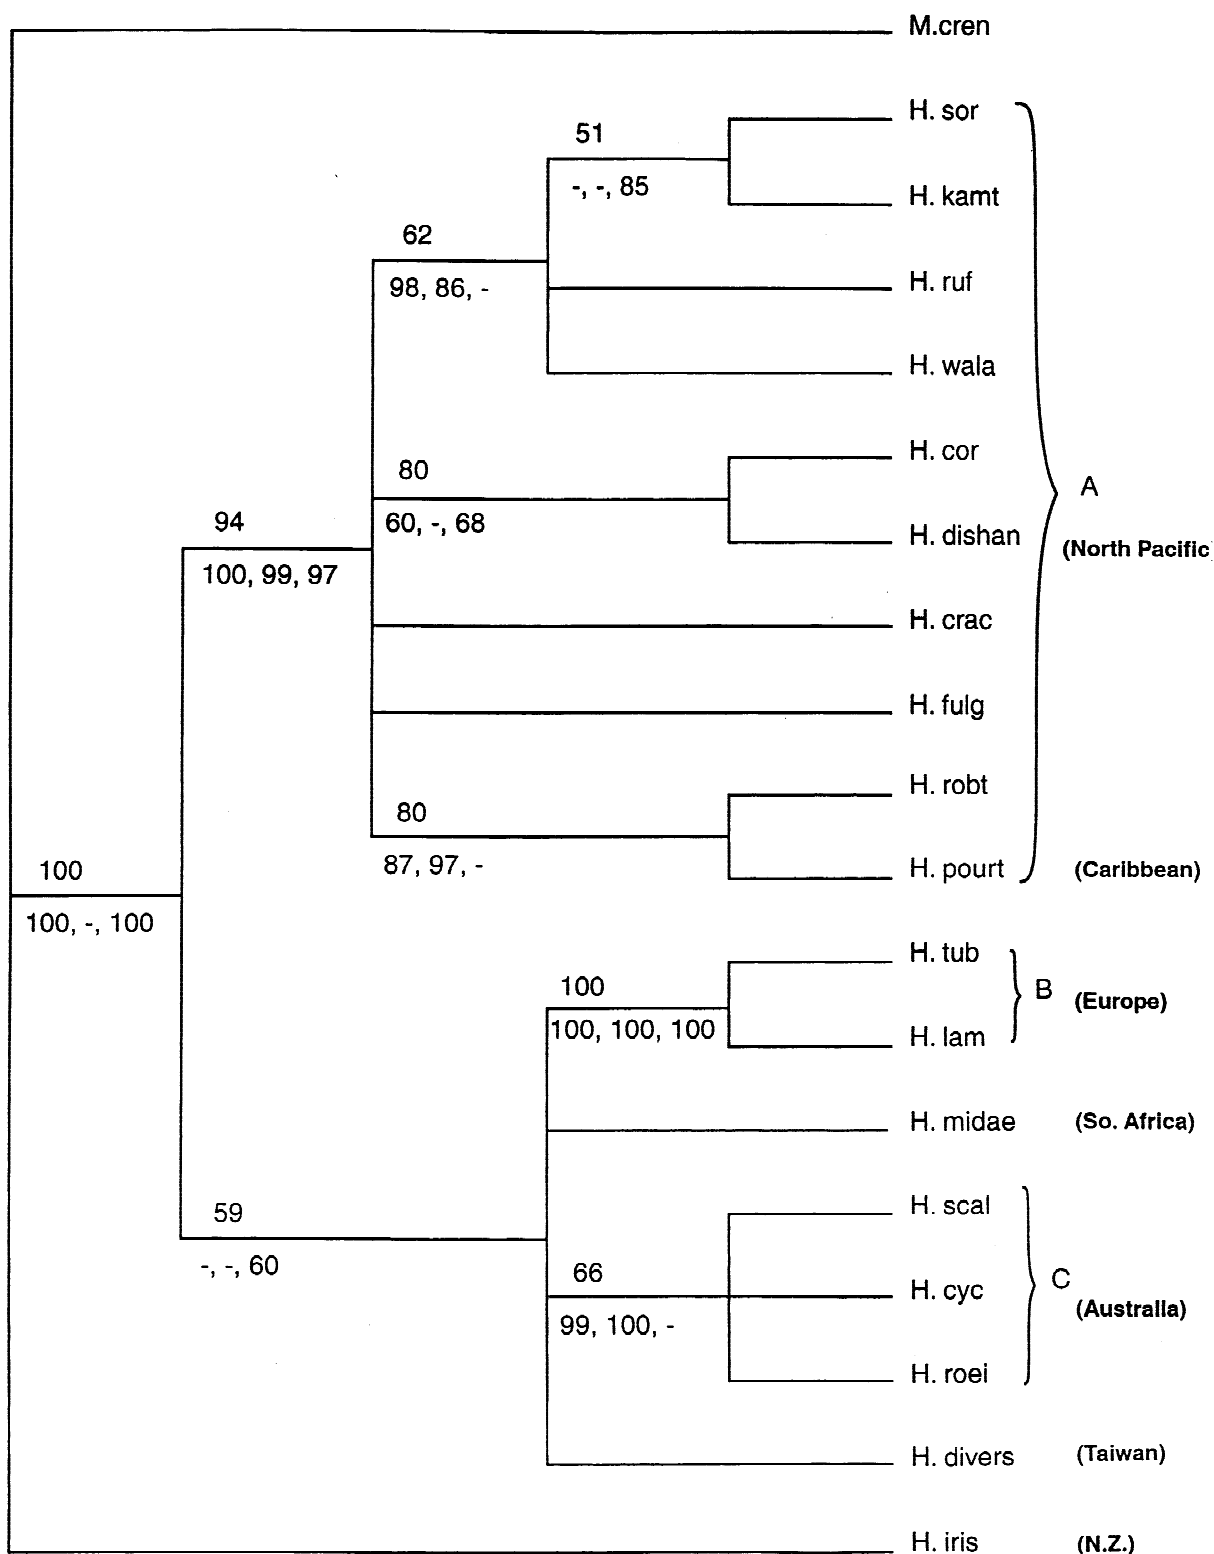 M.cren
H. sor
51
-, -, 85
H. kamt
62
98, 86, -
H. ruf
H. wala
H. cor
80
60, -, 68
A
94
100, 99, 97
H. dishan
(North Pacific
H. crac
H. fulg
H. robt
80
87, 97, -
H. pourt
(Caribbean)
100
100, -, 100
H. tub
100
100, 100, 100
B
(Europe)
H. lam
H. midae
(So. Africa)
H. scal
59
-, -, 60
66
99, 100, -
H. cyc
C
(Australia)
H. roei
H. divers
(Taiwan)
H. iris
(N.Z.)